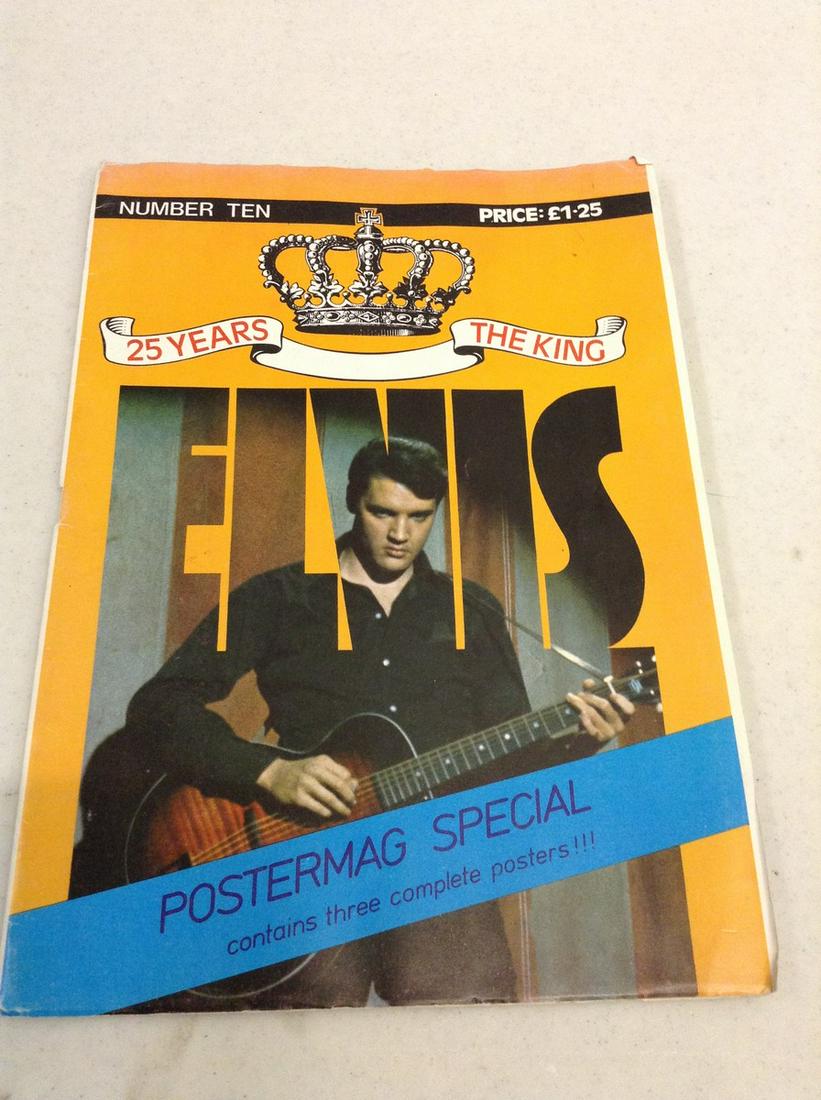 NUMBER TEN
PRICE: £1·25
25 YEARS
THE KING
ELVIS
POSTERMAG SPECIAL
contains three complete posters!!!